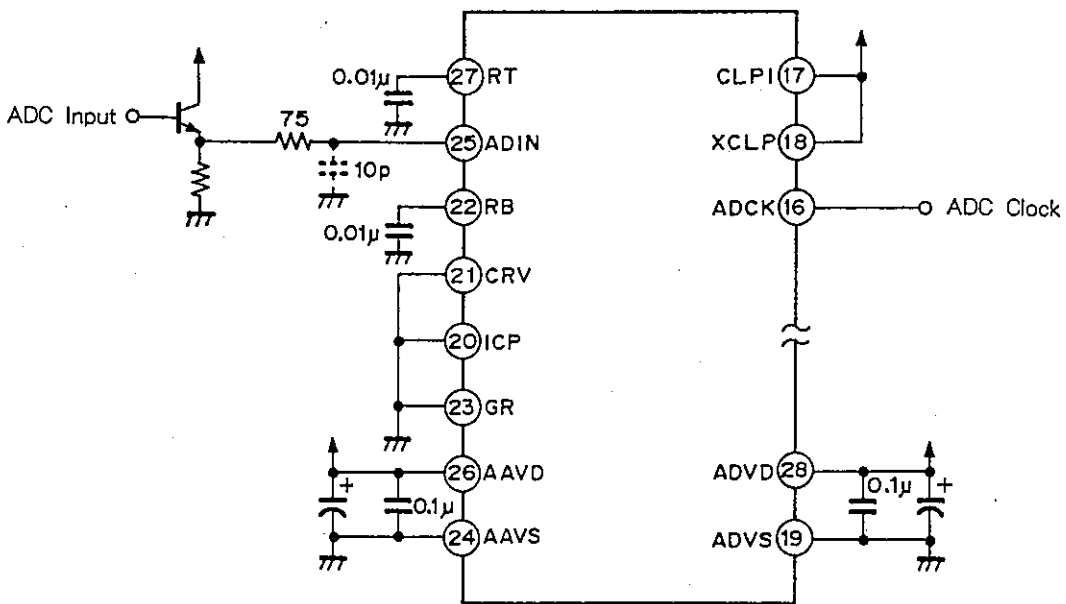 0.01μ
27 RT
CLPI 17
ADC Input
75
25 ADIN
XCLP 18
10p
22 RB
ADCK 16
ADC Clock
0.01μ
21 CRV
20 ICP
23 GR
+
0.1μ
26 AAVD
ADVD 28
0.1μ
+
24 AAVS
ADVS 19